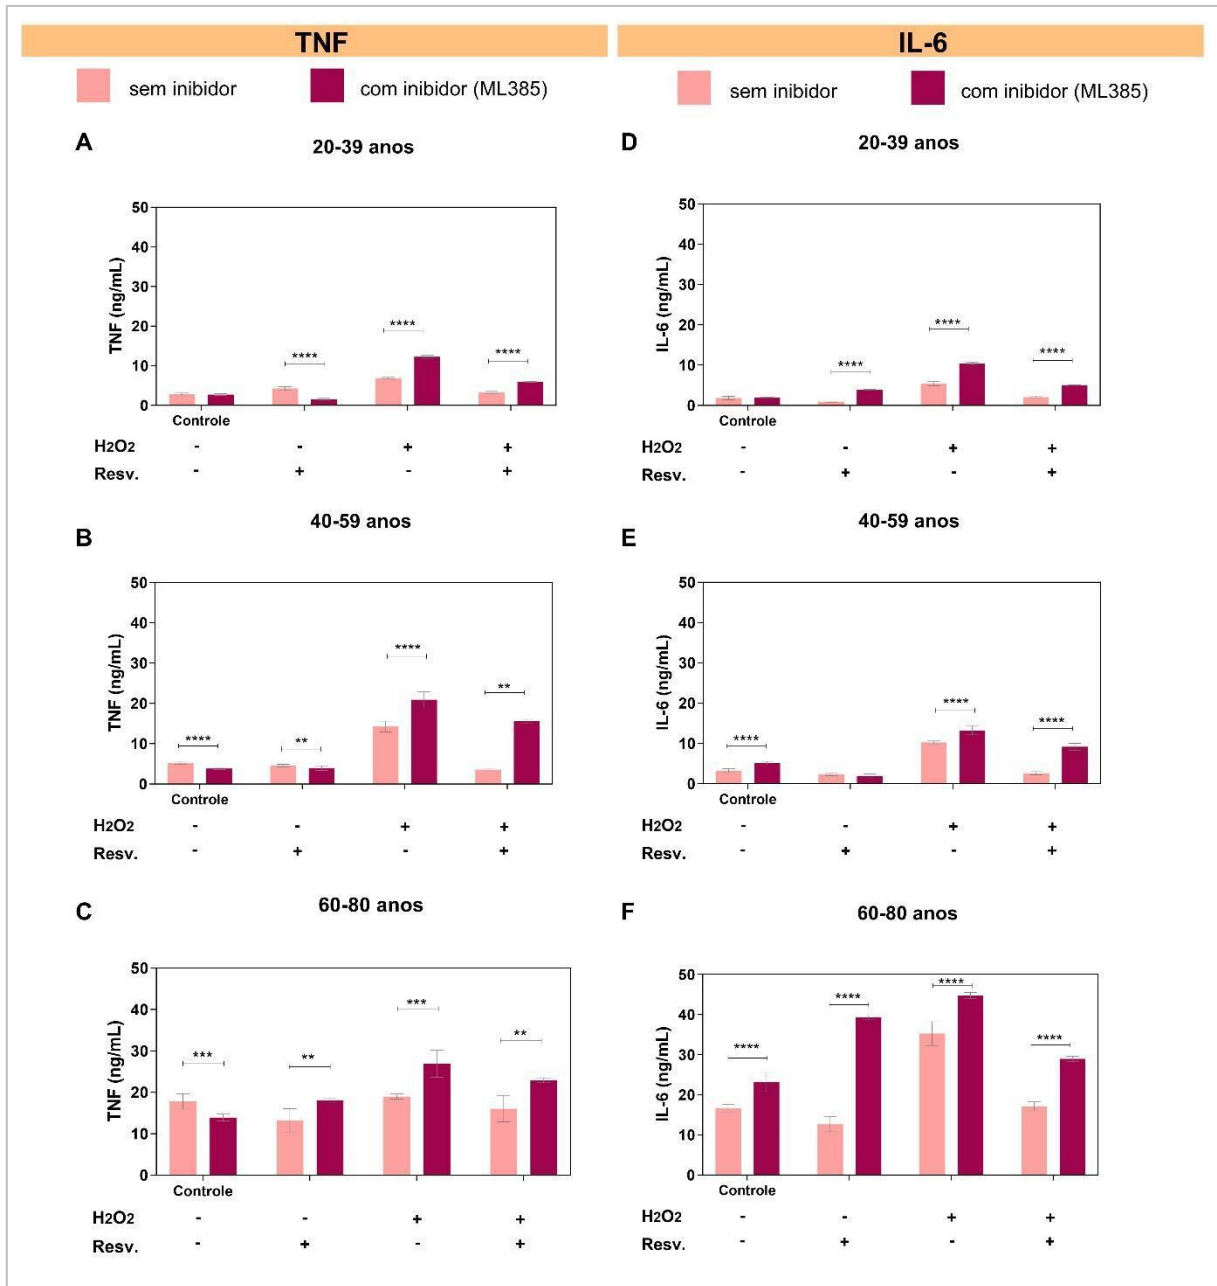 TNF
sem inibidor com inibidor (ML385)
A
20-39 anos
TNF (ng/mL)
50
40
30
20
10
0
****
****
****
Controle
H2O2 - - + +
Resv. - + - +
B
40-59 anos
TNF (ng/mL)
50
40
30
20
10
0
****
**
****
**
Controle
H2O2 - - + +
Resv. - + - +
C
60-80 anos
TNF (ng/mL)
50
40
30
20
10
0
***
**
***
**
Controle
H2O2 - - + +
Resv. - + - +
IL-6
sem inibidor com inibidor (ML385)
D
20-39 anos
IL-6 (ng/mL)
50
40
30
20
10
0
****
****
****
Controle
H2O2 - - + +
Resv. - + - +
E
40-59 anos
IL-6 (ng/mL)
50
40
30
20
10
0
****
****
****
Controle
H2O2 - - + +
Resv. - + - +
F
60-80 anos
IL-6 (ng/mL)
50
40
30
20
10
0
****
****
****
****
Controle
H2O2 - - + +
Resv. - + - +